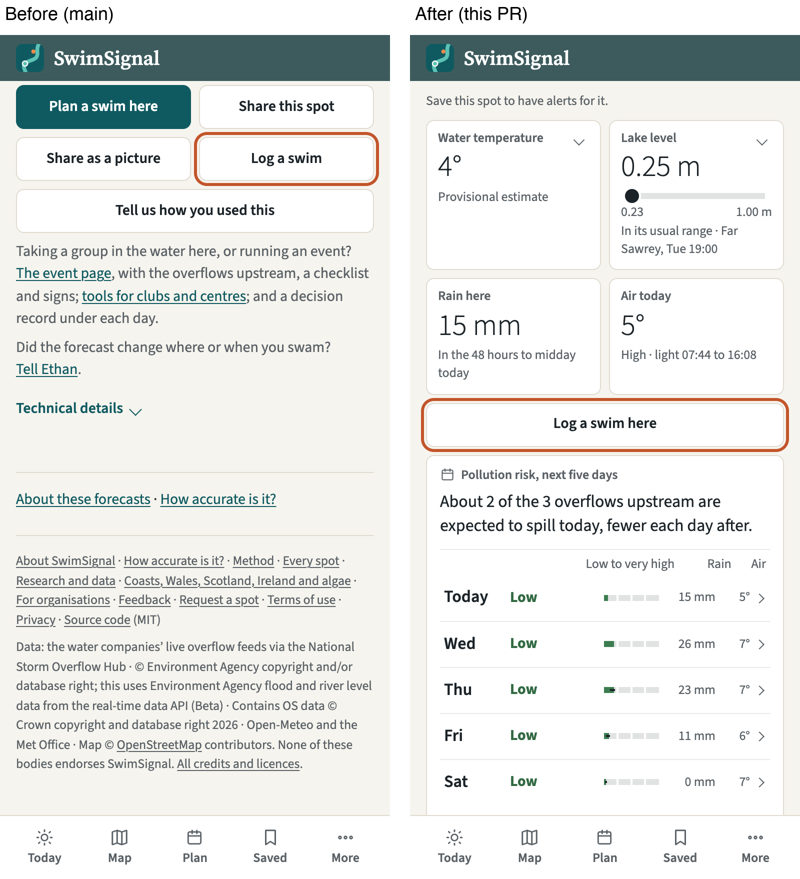 Before (main)
SwimSignal
Plan a swim here
Share this spot
Share as a picture
Log a swim
Tell us how you used this
Taking a group in the water here, or running an event?
The event page, with the overflows upstream, a checklist
and signs; tools for clubs and centres; and a decision
record under each day.
Did the forecast change where or when you swam?
Tell Ethan.
Technical details
About these forecasts · How accurate is it?
About SwimSignal · How accurate is it? · Method · Every spot ·
Research and data · Coasts, Wales, Scotland, Ireland and algae ·
For organisations · Feedback · Request a spot · Terms of use ·
Privacy · Source code (MIT)
Data: the water companies' live overflow feeds via the National
Storm Overflow Hub · © Environment Agency copyright and/or
database right; this uses Environment Agency flood and river level
data from the real-time data API (Beta) · Contains OS data ©
Crown copyright and database right 2026 · Open-Meteo and the
Met Office · Map © OpenStreetMap contributors. None of these
bodies endorses SwimSignal. All credits and licences.
Today
Map
Plan
Saved
More
After (this PR)
SwimSignal
Save this spot to have alerts for it.
Water temperature
4°
Provisional estimate
Lake level
0.25 m
0.23 1.00 m
In its usual range · Far
Sawrey, Tue 19:00
Rain here
15 mm
In the 48 hours to midday
today
Air today
5°
High · light 07:44 to 16:08
Log a swim here
Pollution risk, next five days
About 2 of the 3 overflows upstream are
expected to spill today, fewer each day after.
Low to very high Rain Air
Today Low 15 mm 5°
Wed Low 26 mm 7°
Thu Low 23 mm 7°
Fri Low 11 mm 6°
Sat Low 0 mm 7°
Today
Map
Plan
Saved
More